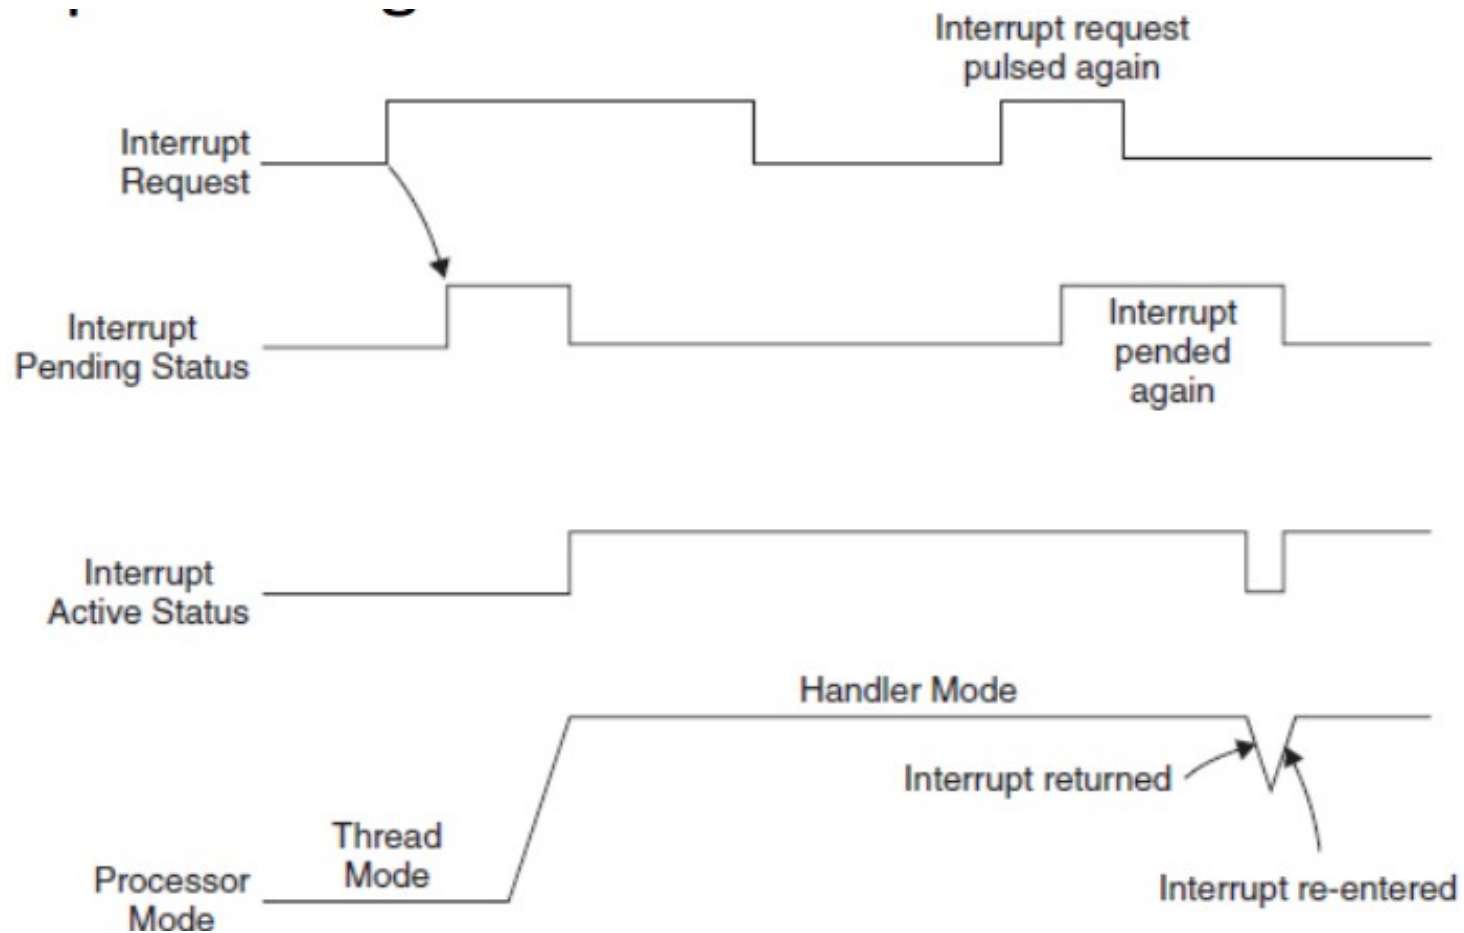 Interrupt request
pulsed again
Interrupt
Request
Interrupt
Pending Status
Interrupt
pended
again
Interrupt
Active Status
Handler Mode
Interrupt returned
Thread
Mode
Processor
Mode
Interrupt re-entered